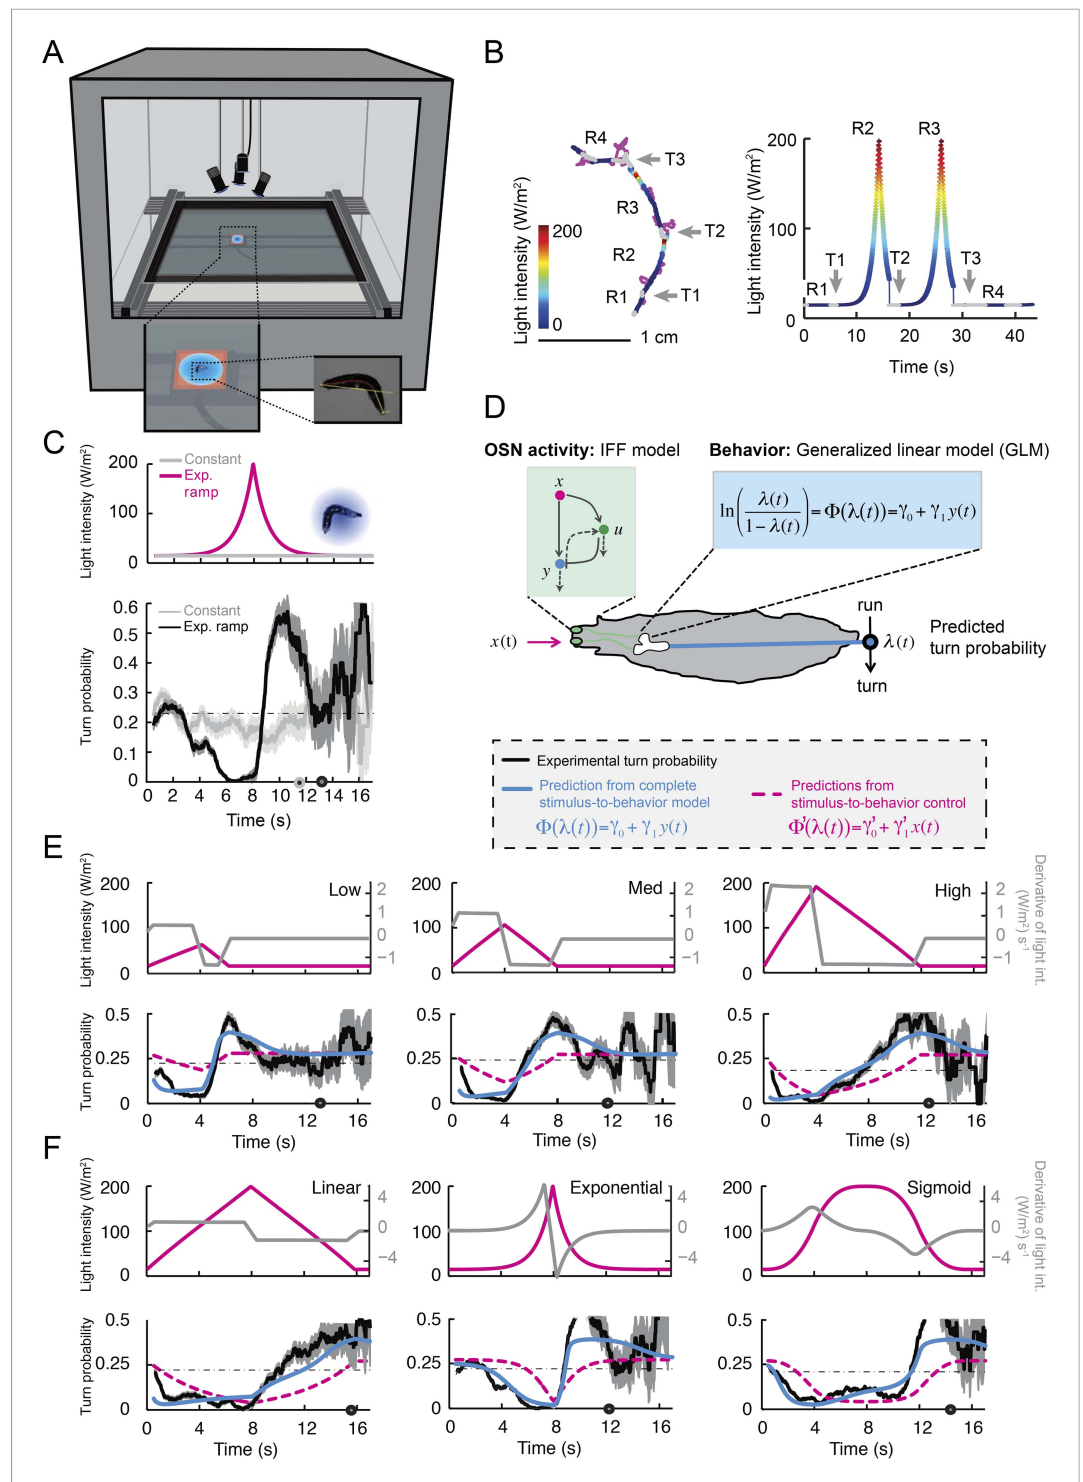 A
B
R4
T3
R3
T2
R2
R1
T1
Light intensity (W/m²)
200
0
1 cm
Light intensity (W/m²)
200
100
0
R2
R3
T1
T2
T3
R1
R4
0 10 20 30 40
Time (s)
C
Light intensity (W/m²)
200
100
0
Constant
Exp.
ramp
Turn probability
0.6
0.4
0.3
0.2
0.1
0
Constant
Exp. ramp
0 2 4 6 8 10 12 14 16
Time (s)
D
OSN activity: IFF model
Behavior: Generalized linear model (GLM)
x
u
y
ln(λ(t)/(1−λ(t)))=Φ(λ(t))=γ₀+γ₁y(t)
x(t)
run
λ(t)
turn
Predicted
turn probability
Experimental turn probability
Prediction from complete
stimulus-to-behavior model
Φ(λ(t))=γ₀+γ₁y(t)
Predictions from
stimulus-to-behavior control
Φ'(λ(t))=γ'₀+γ'₁x(t)
E
Light intensity (W/m²)
200
100
0
Low
2
1
0
−1
200
100
0
Med
2
1
0
−1
200
100
0
High
2
1
0
−1
Derivative of light int.
(W/m²) s⁻¹
Turn probability
0.5
0.25
0
0 4 8 12 16
Time (s)
0.5
0.25
0
0 4 8 12 16
Time (s)
0.5
0.25
0
0 4 8 12 16
Time (s)
F
Light intensity (W/m²)
200
100
0
Linear
4
0
−4
200
100
0
Exponential
4
0
−4
200
100
0
Sigmoid
4
0
−4
Derivative of light int.
(W/m²) s⁻¹
Turn probability
0.5
0.25
0
0 4 8 12 16
Time (s)
0.5
0.25
0
0 4 8 12 16
Time (s)
0.5
0.25
0
0 4 8 12 16
Time (s)